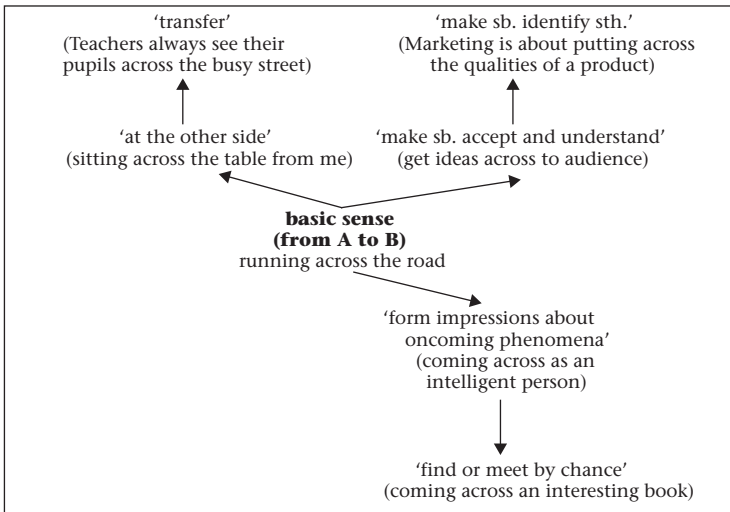 ‘transfer’
(Teachers always see their
pupils across the busy street)
‘make sb. identify sth.’
(Marketing is about putting across
the qualities of a product)
‘at the other side’
(sitting across the table from me)
‘make sb. accept and understand’
(get ideas across to audience)
basic sense
(from A to B)
running across the road
‘form impressions about
oncoming phenomena’
(coming across as an
intelligent person)
‘find or meet by chance’
(coming across an interesting book)